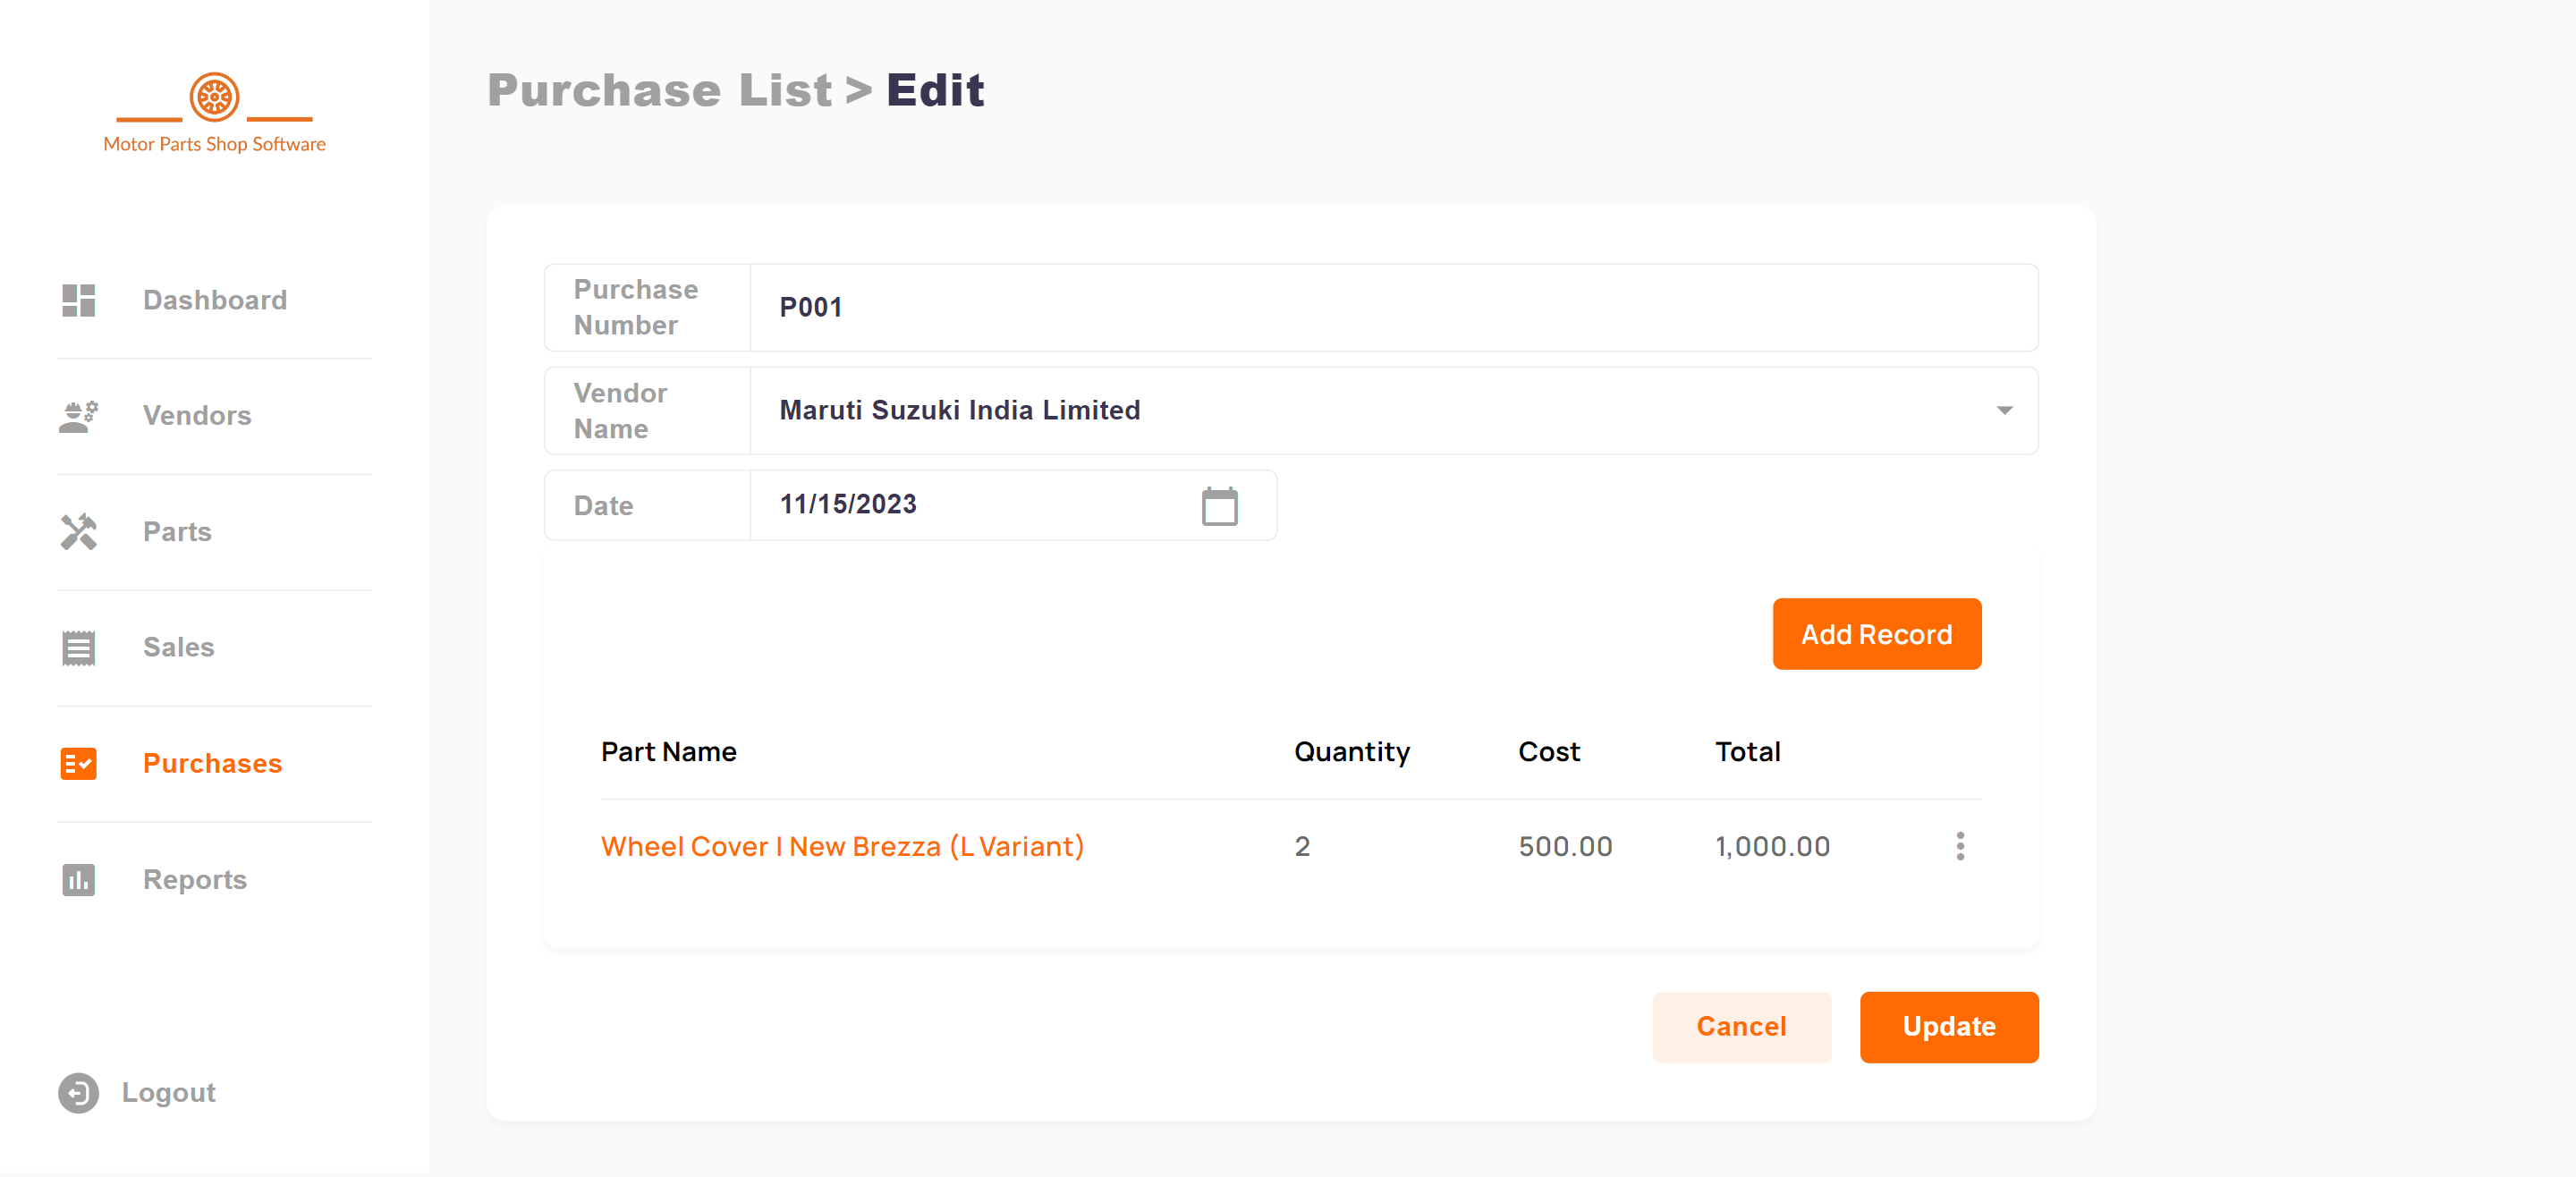 Motor Parts Shop Software
Dashboard
Vendors
Parts
Sales
Purchases
Reports
Logout
Purchase List > Edit
Purchase
Number
P001
Vendor
Name
Maruti Suzuki India Limited
Date
11/15/2023
Add Record
Part Name Quantity Cost Total
Wheel Cover | New Brezza (L Variant) 2 500.00 1,000.00
Cancel
Update